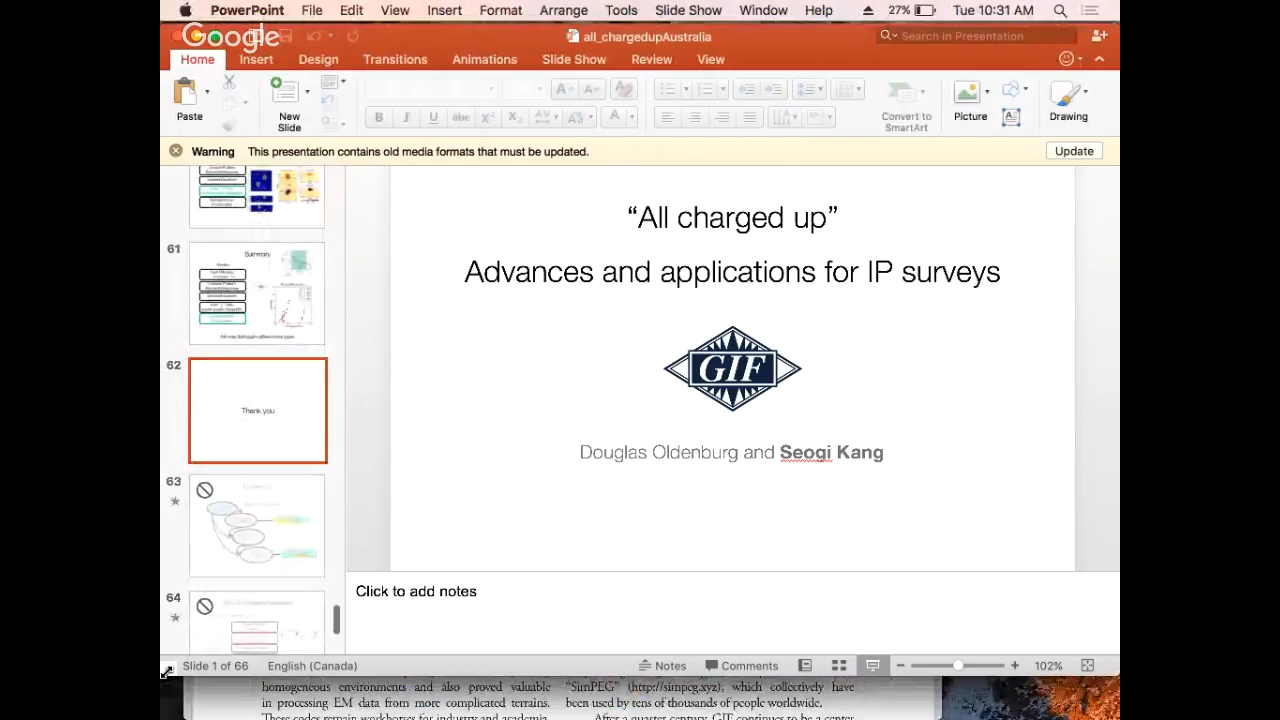 PowerPoint File Edit View Insert Format Arrange Tools Slide Show Window Help 27% Tue 10:31 AM
Google
all_chargedupAustralia
Search in Presentation
Home Insert Design Transitions Animations Slide Show Review View
Paste
New Slide
B I U abc X² X₂
Convert to SmartArt
Picture
Drawing
Warning This presentation contains old media formats that must be updated. Update
61
Summary
62
Thank you
63
64
“All charged up”
Advances and applications for IP surveys
GIF
Douglas Oldenburg and Seogi Kang
Click to add notes
Slide 1 of 66 English (Canada) Notes Comments 102%
homogeneous environments and also proved valuable
in processing EM data from more complicated terrains.
These codes remain workhorses for industry and academia
"SimPEG" (http://simpeg.xyz), which collectively have
been used by tens of thousands of people worldwide.
After a quarter century, GIF continues to be a center